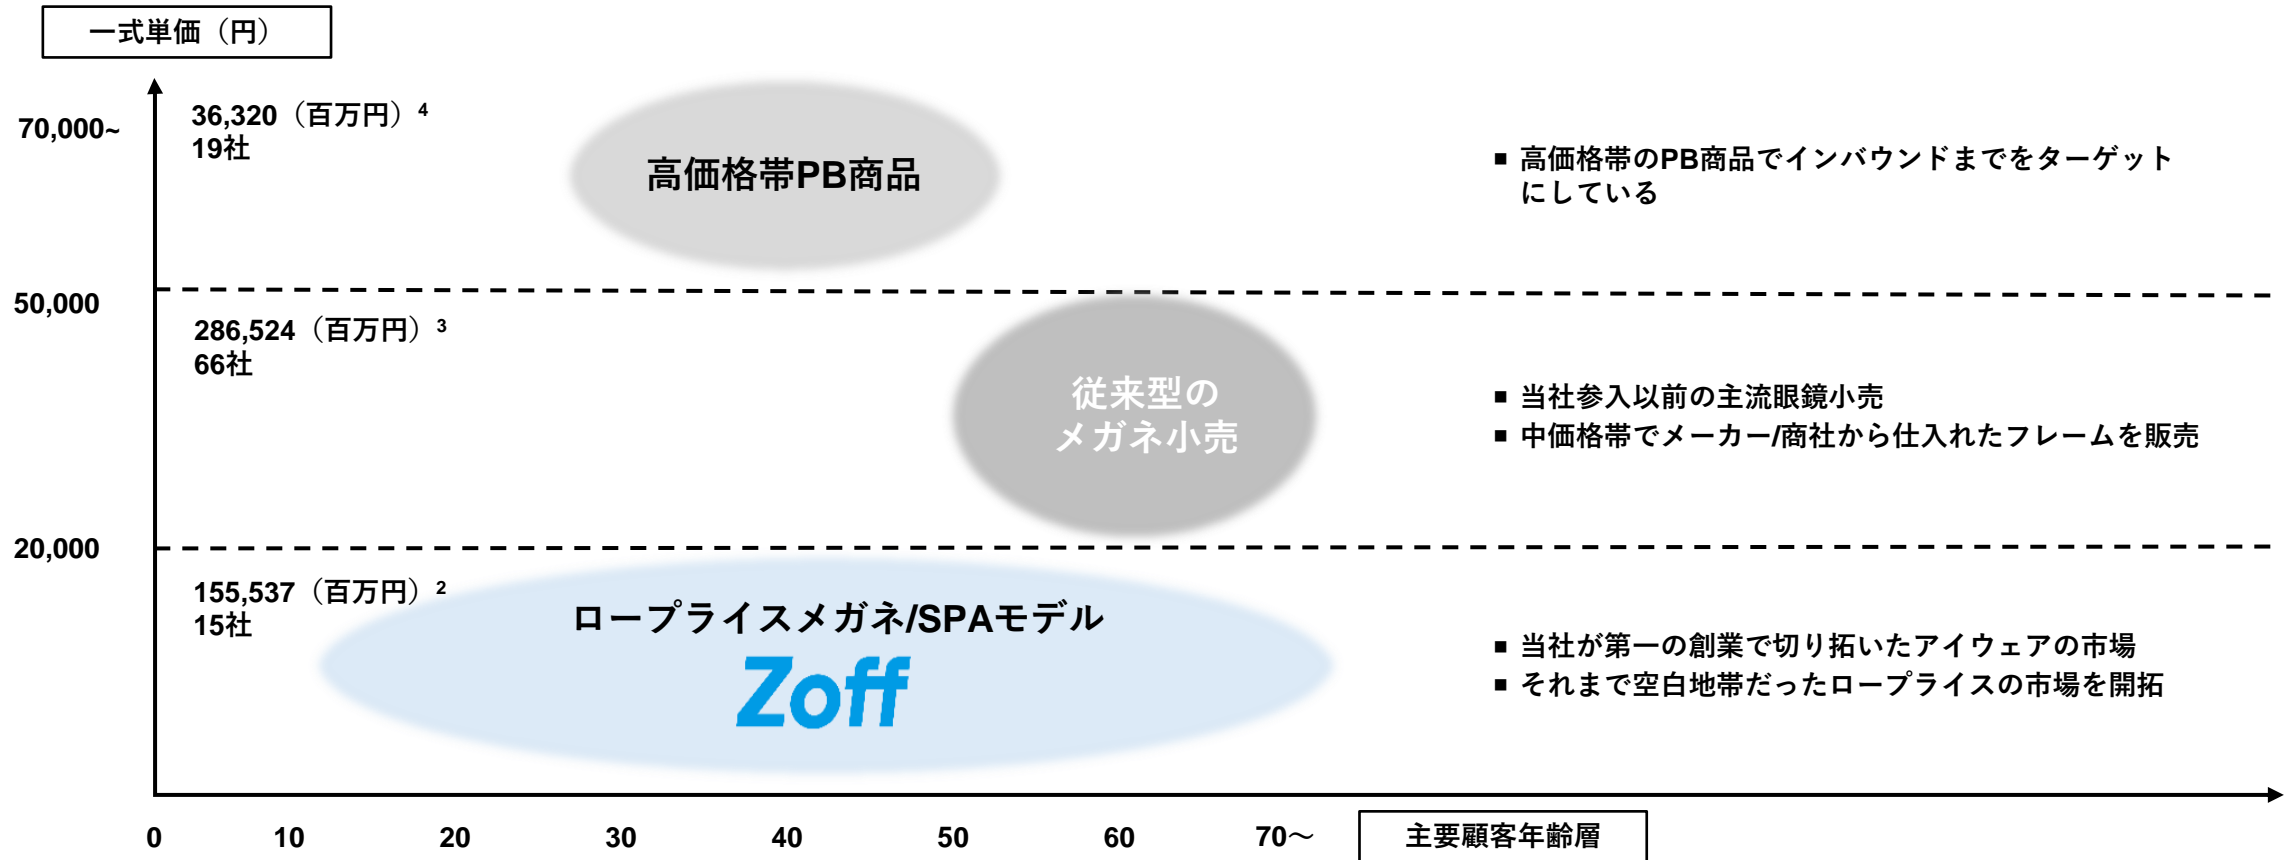 一式単価（円）
70,000~
36,320（百万円）4
19社
高価格帯PB商品
■ 高価格帯のPB商品でインバウンドまでをターゲット
にしている
50,000
286,524（百万円）3
66社
従来型の
メガネ小売
■ 当社参入以前の主流眼鏡小売
■ 中価格帯でメーカー/商社から仕入れたフレームを販売
20,000
155,537（百万円）2
15社
ロープライスメガネ/SPAモデル
Zoff
■ 当社が第一の創業で切り拓いたアイウェアの市場
■ それまで空白地帯だったロープライスの市場を開拓
0 10 20 30 40 50 60 70～
主要顧客年齢層